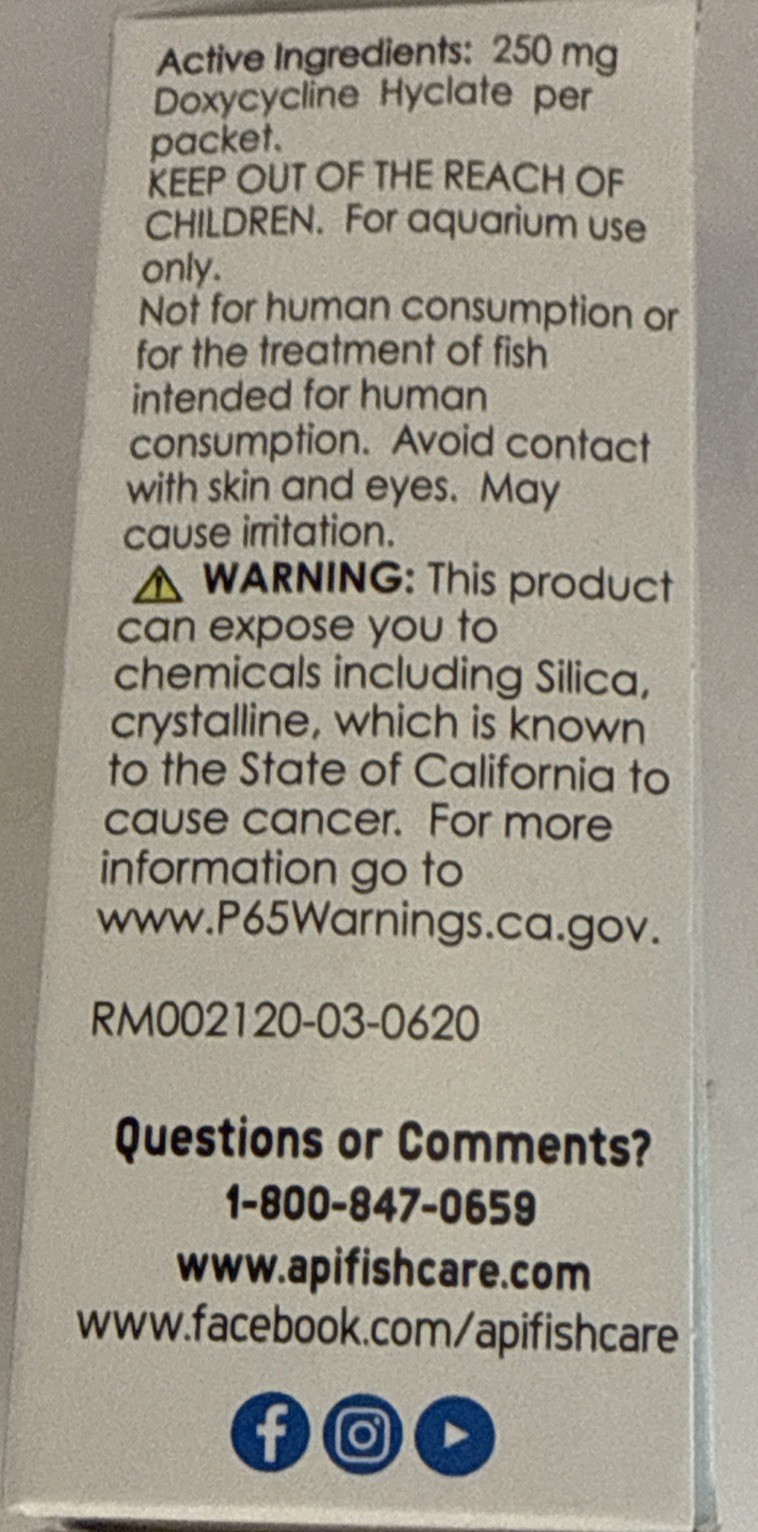 Active Ingredients: 250 mg
Doxycycline Hyclate per
packet.
KEEP OUT OF THE REACH OF
CHILDREN. For aquarium use
only.
Not for human consumption or
for the treatment of fish
intended for human
consumption. Avoid contact
with skin and eyes. May
cause irritation.
⚠ WARNING: This product
can expose you to
chemicals including Silica,
crystalline, which is known
to the State of California to
cause cancer. For more
information go to
www.P65Warnings.ca.gov.
RM002120-03-0620
Questions or Comments?
1-800-847-0659
www.apifishcare.com
www.facebook.com/apifishcare